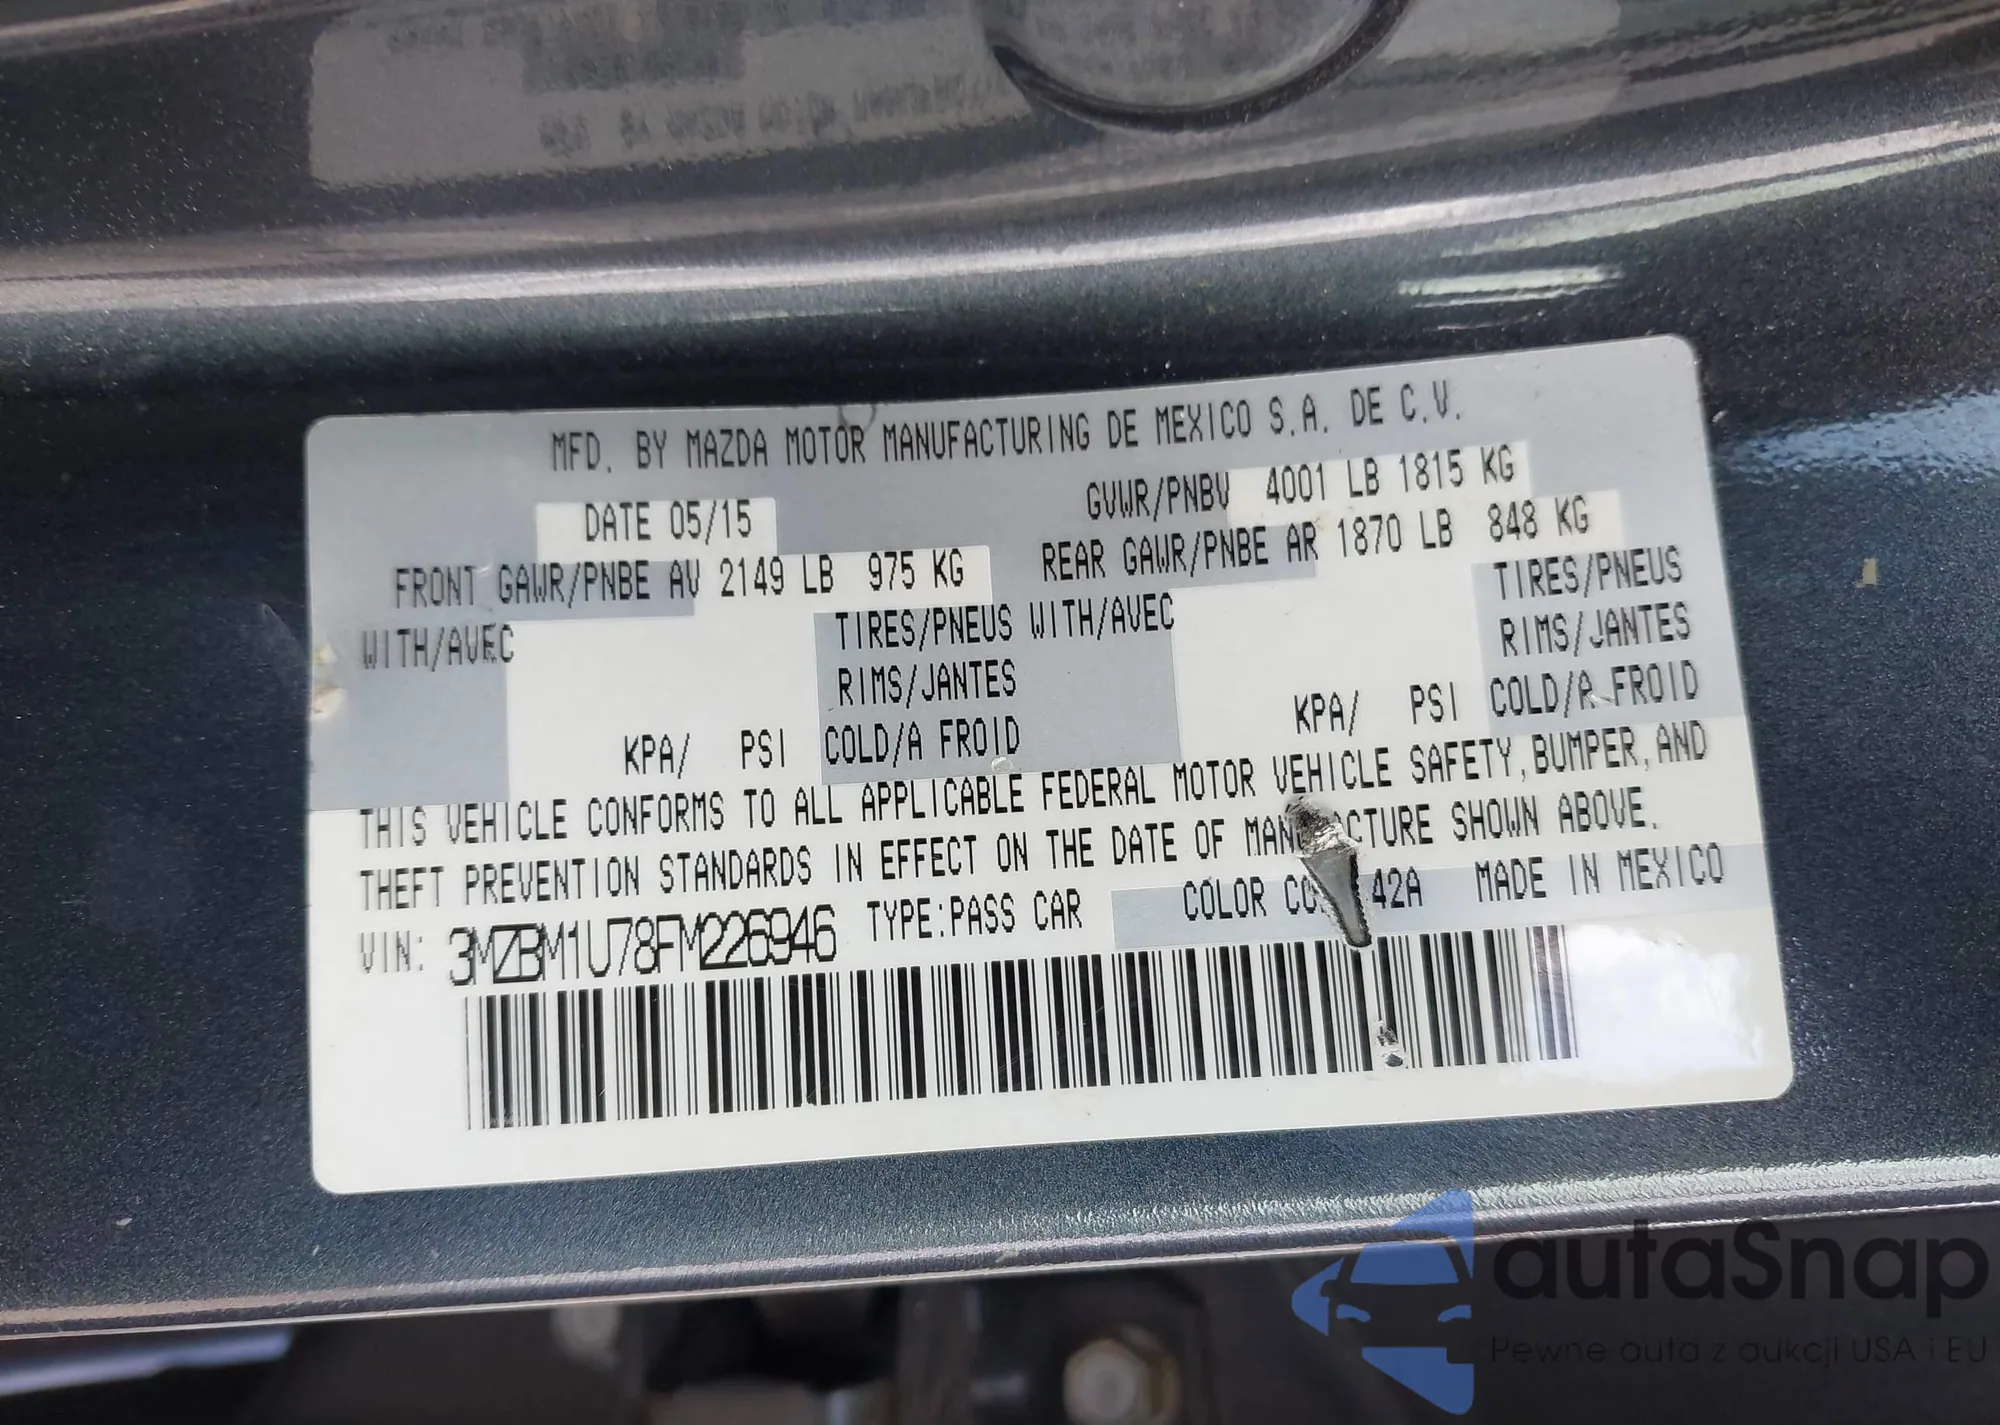 MFD. BY MAZDA MOTOR MANUFACTURING DE MEXICO S.A. DE C.V.
DATE 05/15 GVWR/PNBV 4001 LB 1815 KG
FRONT GAWR/PNBE AV 2149 LB 975 KG REAR GAWR/PNBE AR 1870 LB 848 KG
WITH/AVEC TIRES/PNEUS WITH/AVEC TIRES/PNEUS
RIMS/JANTES RIMS/JANTES
KPA/ PSI COLD/A FROID KPA/ PSI COLD/A FROID
THIS VEHICLE CONFORMS TO ALL APPLICABLE FEDERAL MOTOR VEHICLE SAFETY, BUMPER, AND
THEFT PREVENTION STANDARDS IN EFFECT ON THE DATE OF MANUFACTURE SHOWN ABOVE.
VIN: 3MZBM1U78FM226946 TYPE:PASS CAR COLOR CO 42A MADE IN MEXICO
autaSnap
Pewne auta z aukcji USA i EU